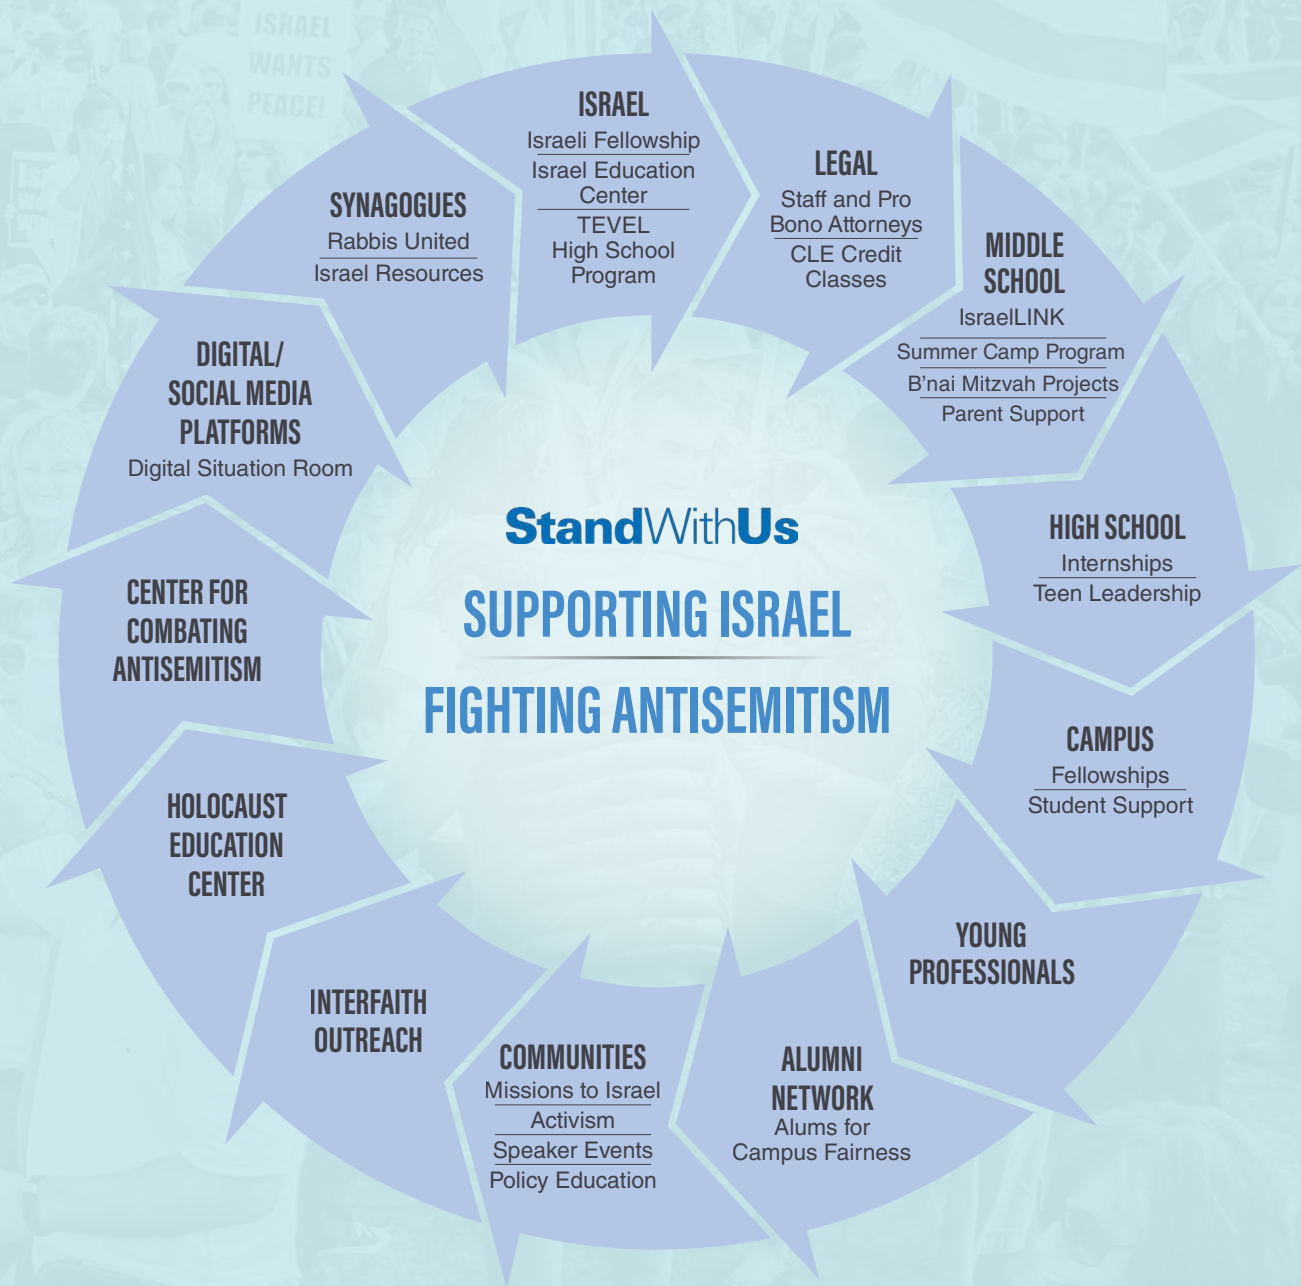 ISRAEL
WANTS
PEACE!
ISRAEL
Israeli Fellowship
Israel Education
Center
TEVEL
High School
Program
LEGAL
Staff and Pro
Bono Attorneys
CLE Credit
Classes
MIDDLE
SCHOOL
IsraelLINK
Summer Camp Program
B’nai Mitzvah Projects
Parent Support
HIGH SCHOOL
Internships
Teen Leadership
CAMPUS
Fellowships
Student Support
YOUNG
PROFESSIONALS
ALUMNI
NETWORK
Alums for
Campus Fairness
COMMUNITIES
Missions to Israel
Activism
Speaker Events
Policy Education
INTERFAITH
OUTREACH
HOLOCAUST
EDUCATION
CENTER
CENTER FOR
COMBATING
ANTISEMITISM
DIGITAL/
SOCIAL MEDIA
PLATFORMS
Digital Situation Room
SYNAGOGUES
Rabbis United
Israel Resources
StandWithUs
SUPPORTING ISRAEL
FIGHTING ANTISEMITISM